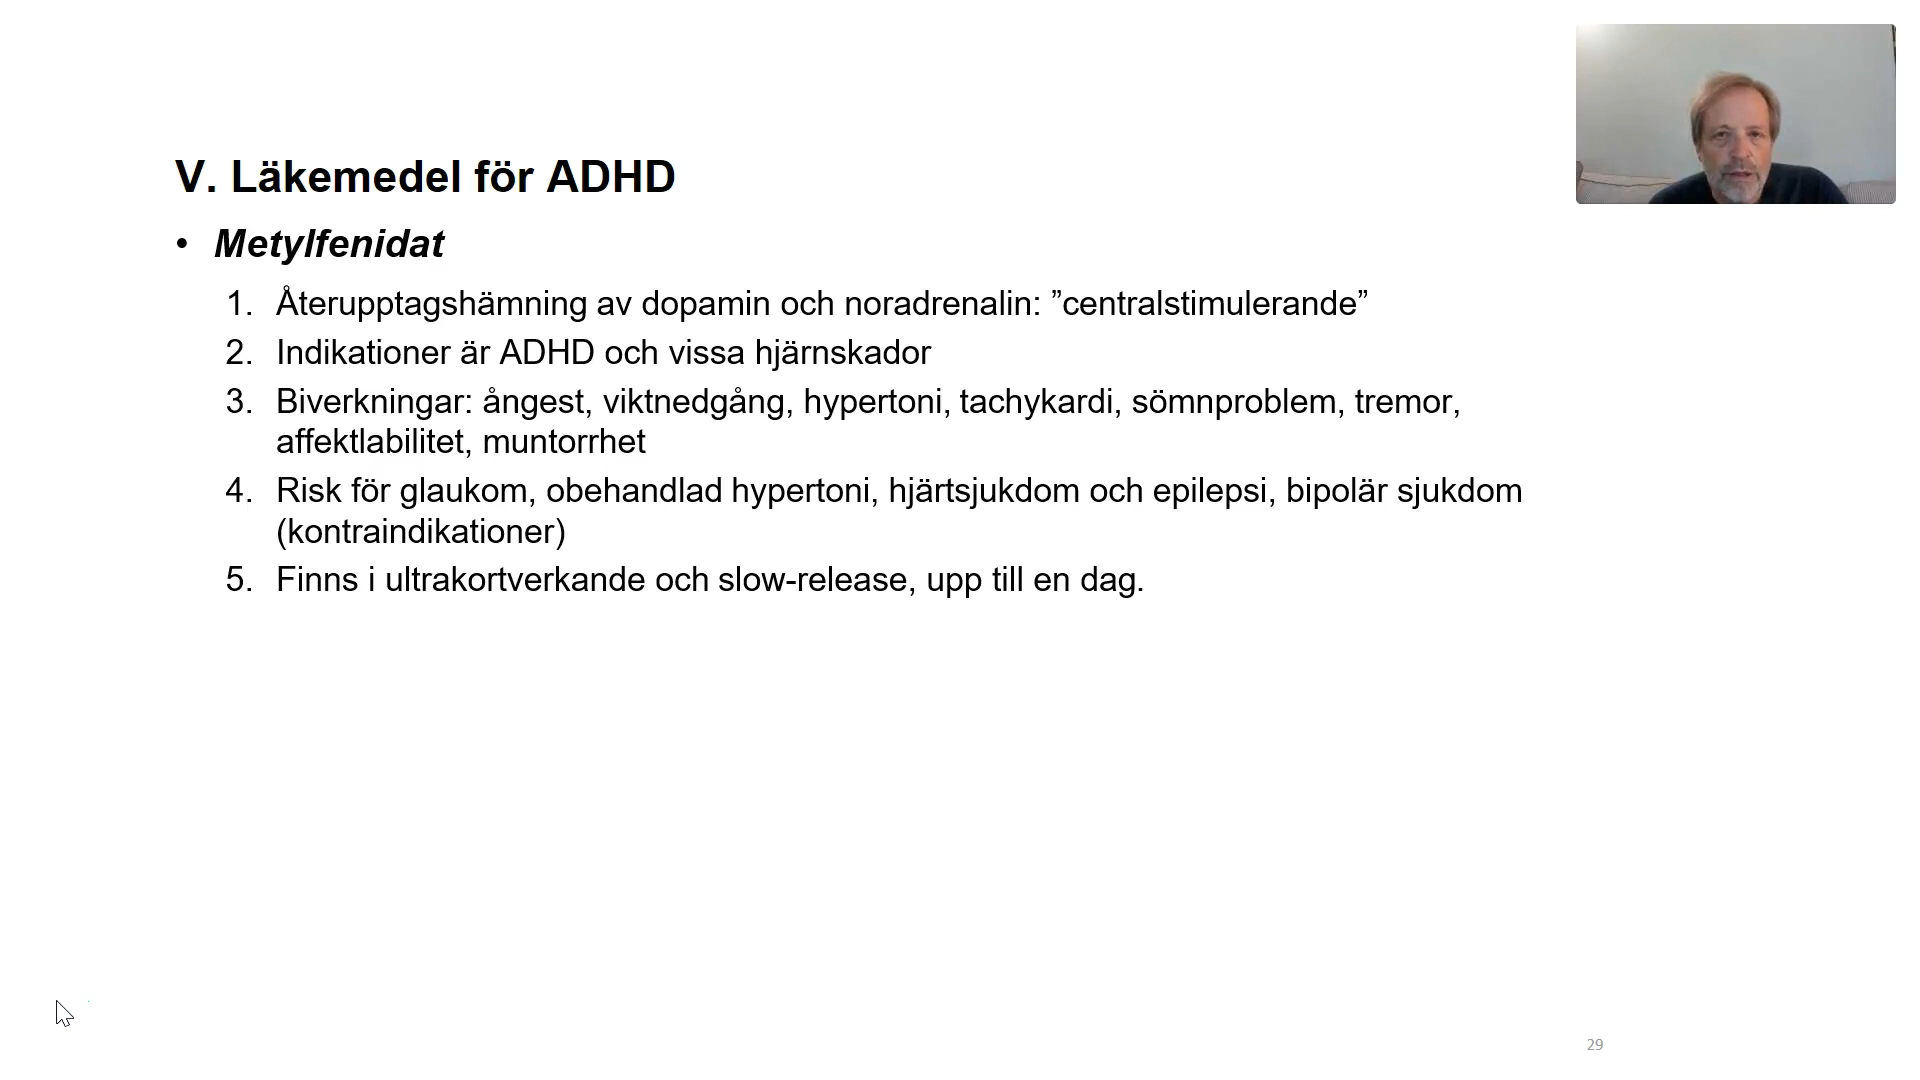 V. Läkemedel för ADHD
• Metylfenidat
1. Återupptagshämning av dopamin och noradrenalin: ”centralstimulerande”
2. Indikationer är ADHD och vissa hjärnskador
3. Biverkningar: ångest, viktnedgång, hypertoni, tachykardi, sömnproblem, tremor,
affektlabilitet, muntorrhet
4. Risk för glaukom, obehandlad hypertoni, hjärtsjukdom och epilepsi, bipolär sjukdom
(kontraindikationer)
5. Finns i ultrakortverkande och slow-release, upp till en dag.
29